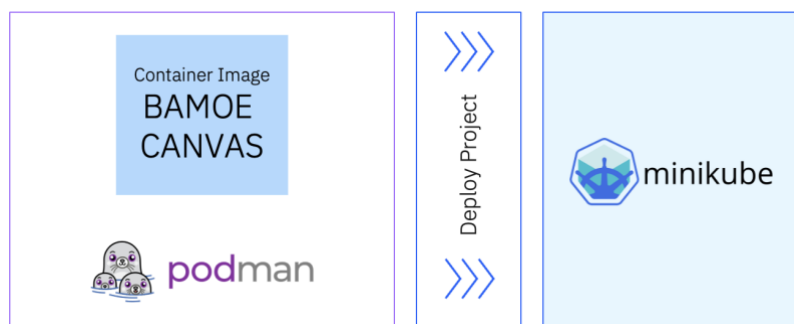 Container Image
BAMOE
CANVAS
podman
Deploy Project
minikube